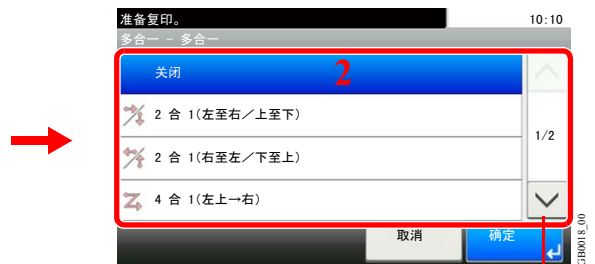 准备复印。 10:10
多合一 - 多合一
关闭 2
2 合 1(左至右／上至下)
1/2
2 合 1(右至左／下至上)
4 合 1(左上→右)
取消 确定
GB0018_00